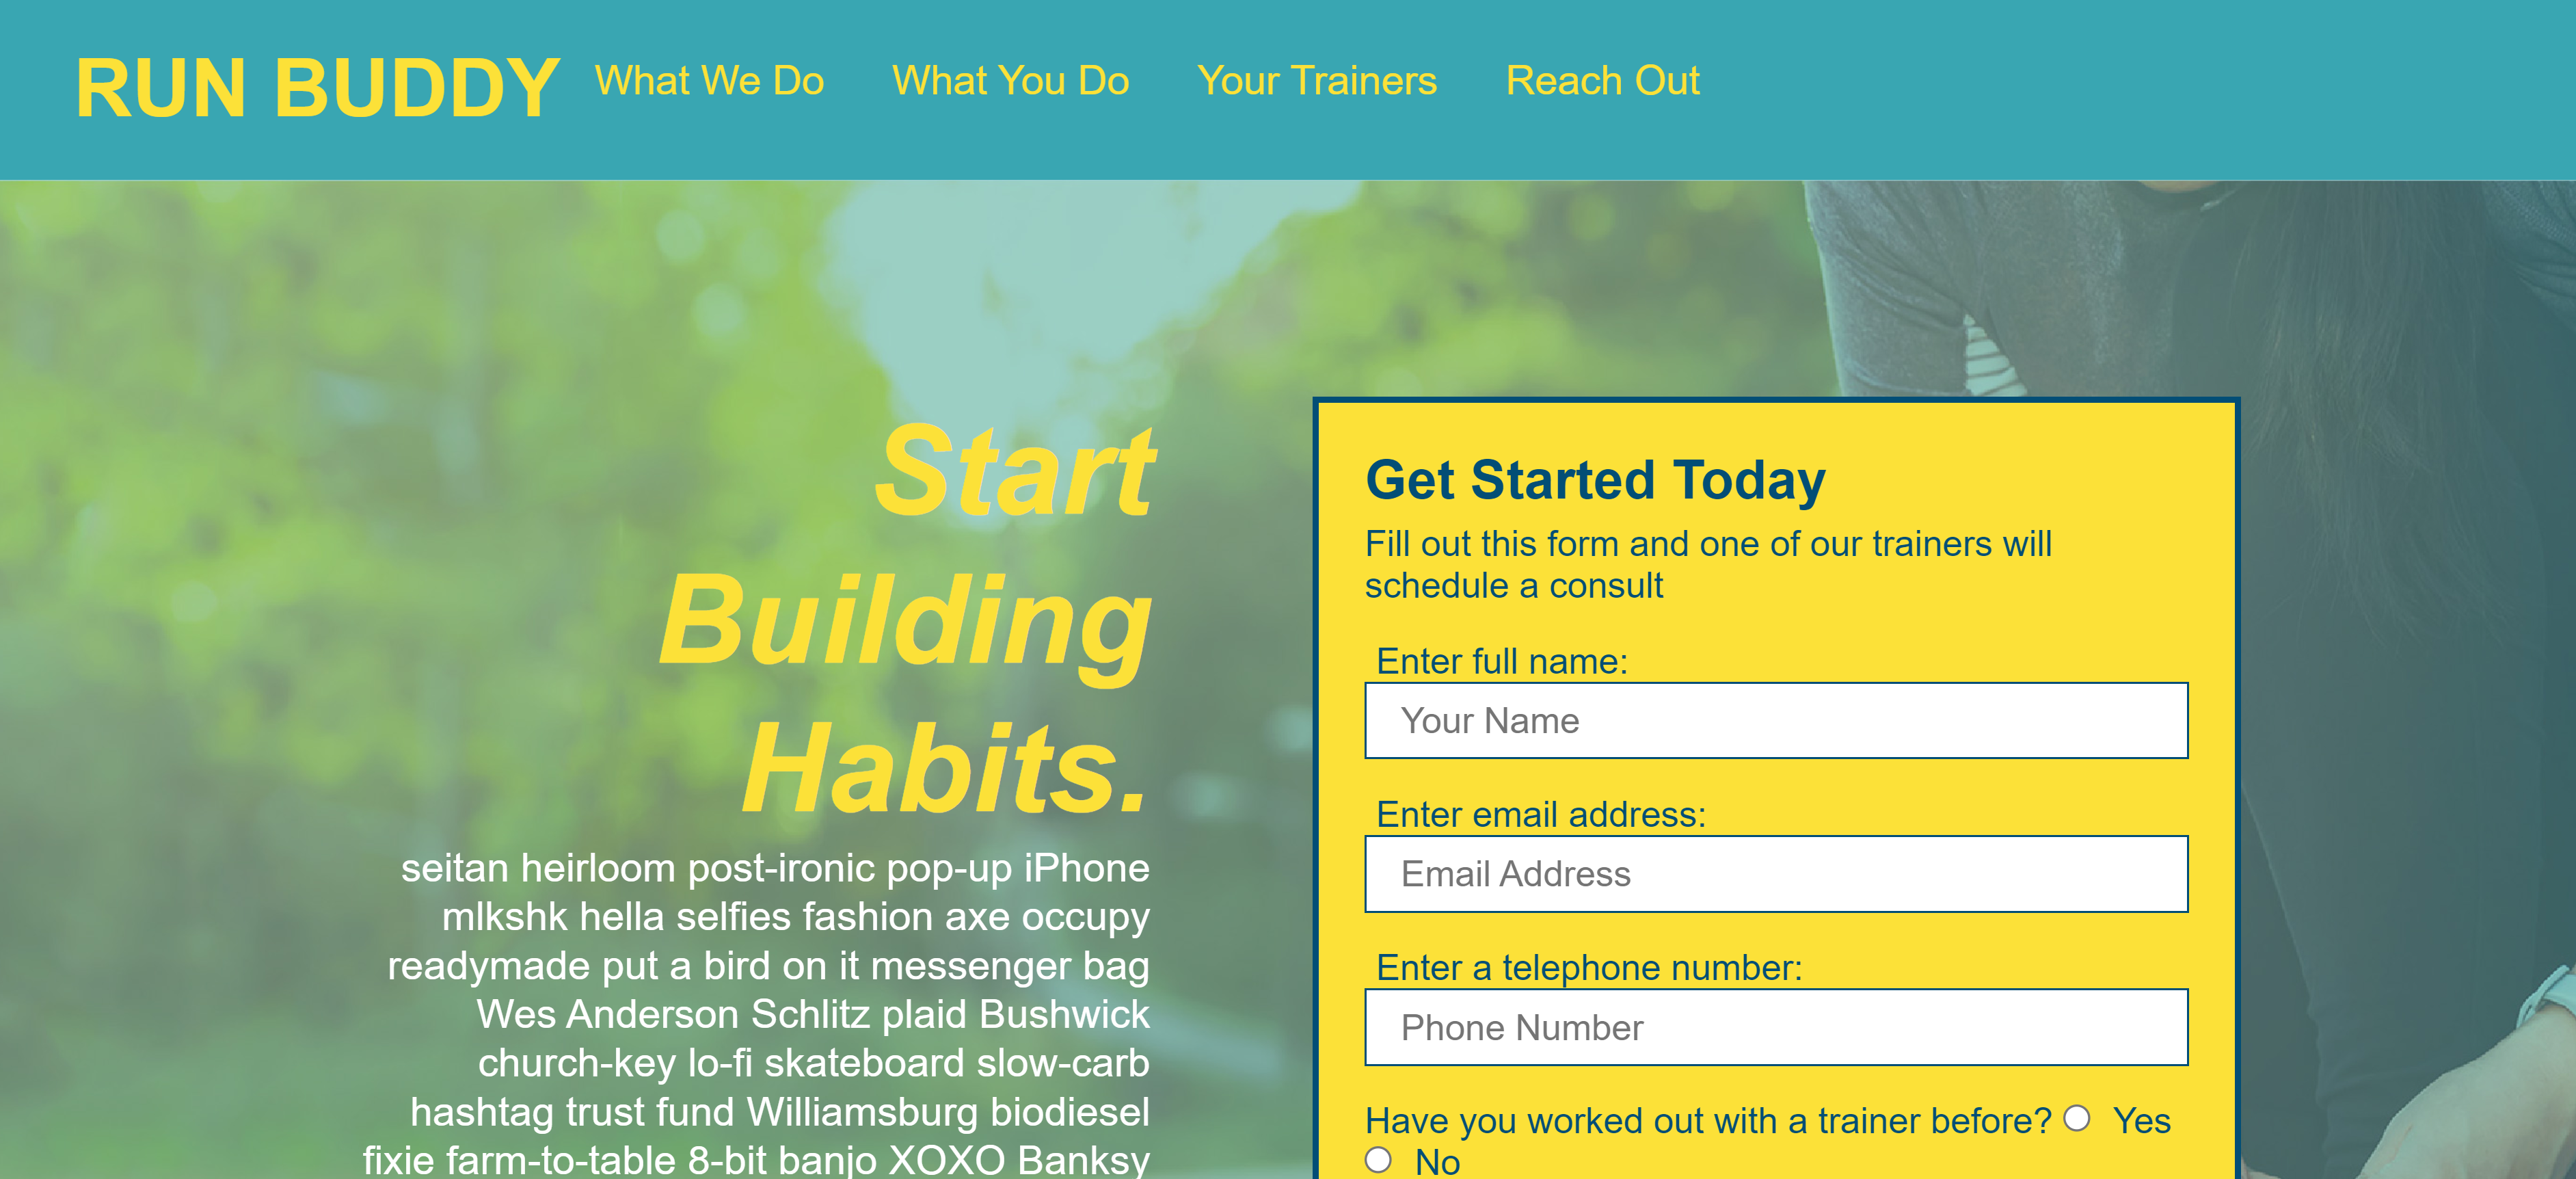 RUN BUDDY What We Do What You Do Your Trainers Reach Out
Start
Building
Habits.
seitan heirloom post-ironic pop-up iPhone
mlkshk hella selfies fashion axe occupy
readymade put a bird on it messenger bag
Wes Anderson Schlitz plaid Bushwick
church-key lo-fi skateboard slow-carb
hashtag trust fund Williamsburg biodiesel
fixie farm-to-table 8-bit banjo XOXO Banksy
Get Started Today
Fill out this form and one of our trainers will
schedule a consult
Enter full name:
Your Name
Enter email address:
Email Address
Enter a telephone number:
Phone Number
Have you worked out with a trainer before? Yes
No